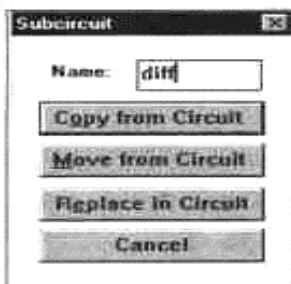 Subcircuit
Name: diff
Copy from Circuit
Move from Circuit
Replace in Circuit
Cancel